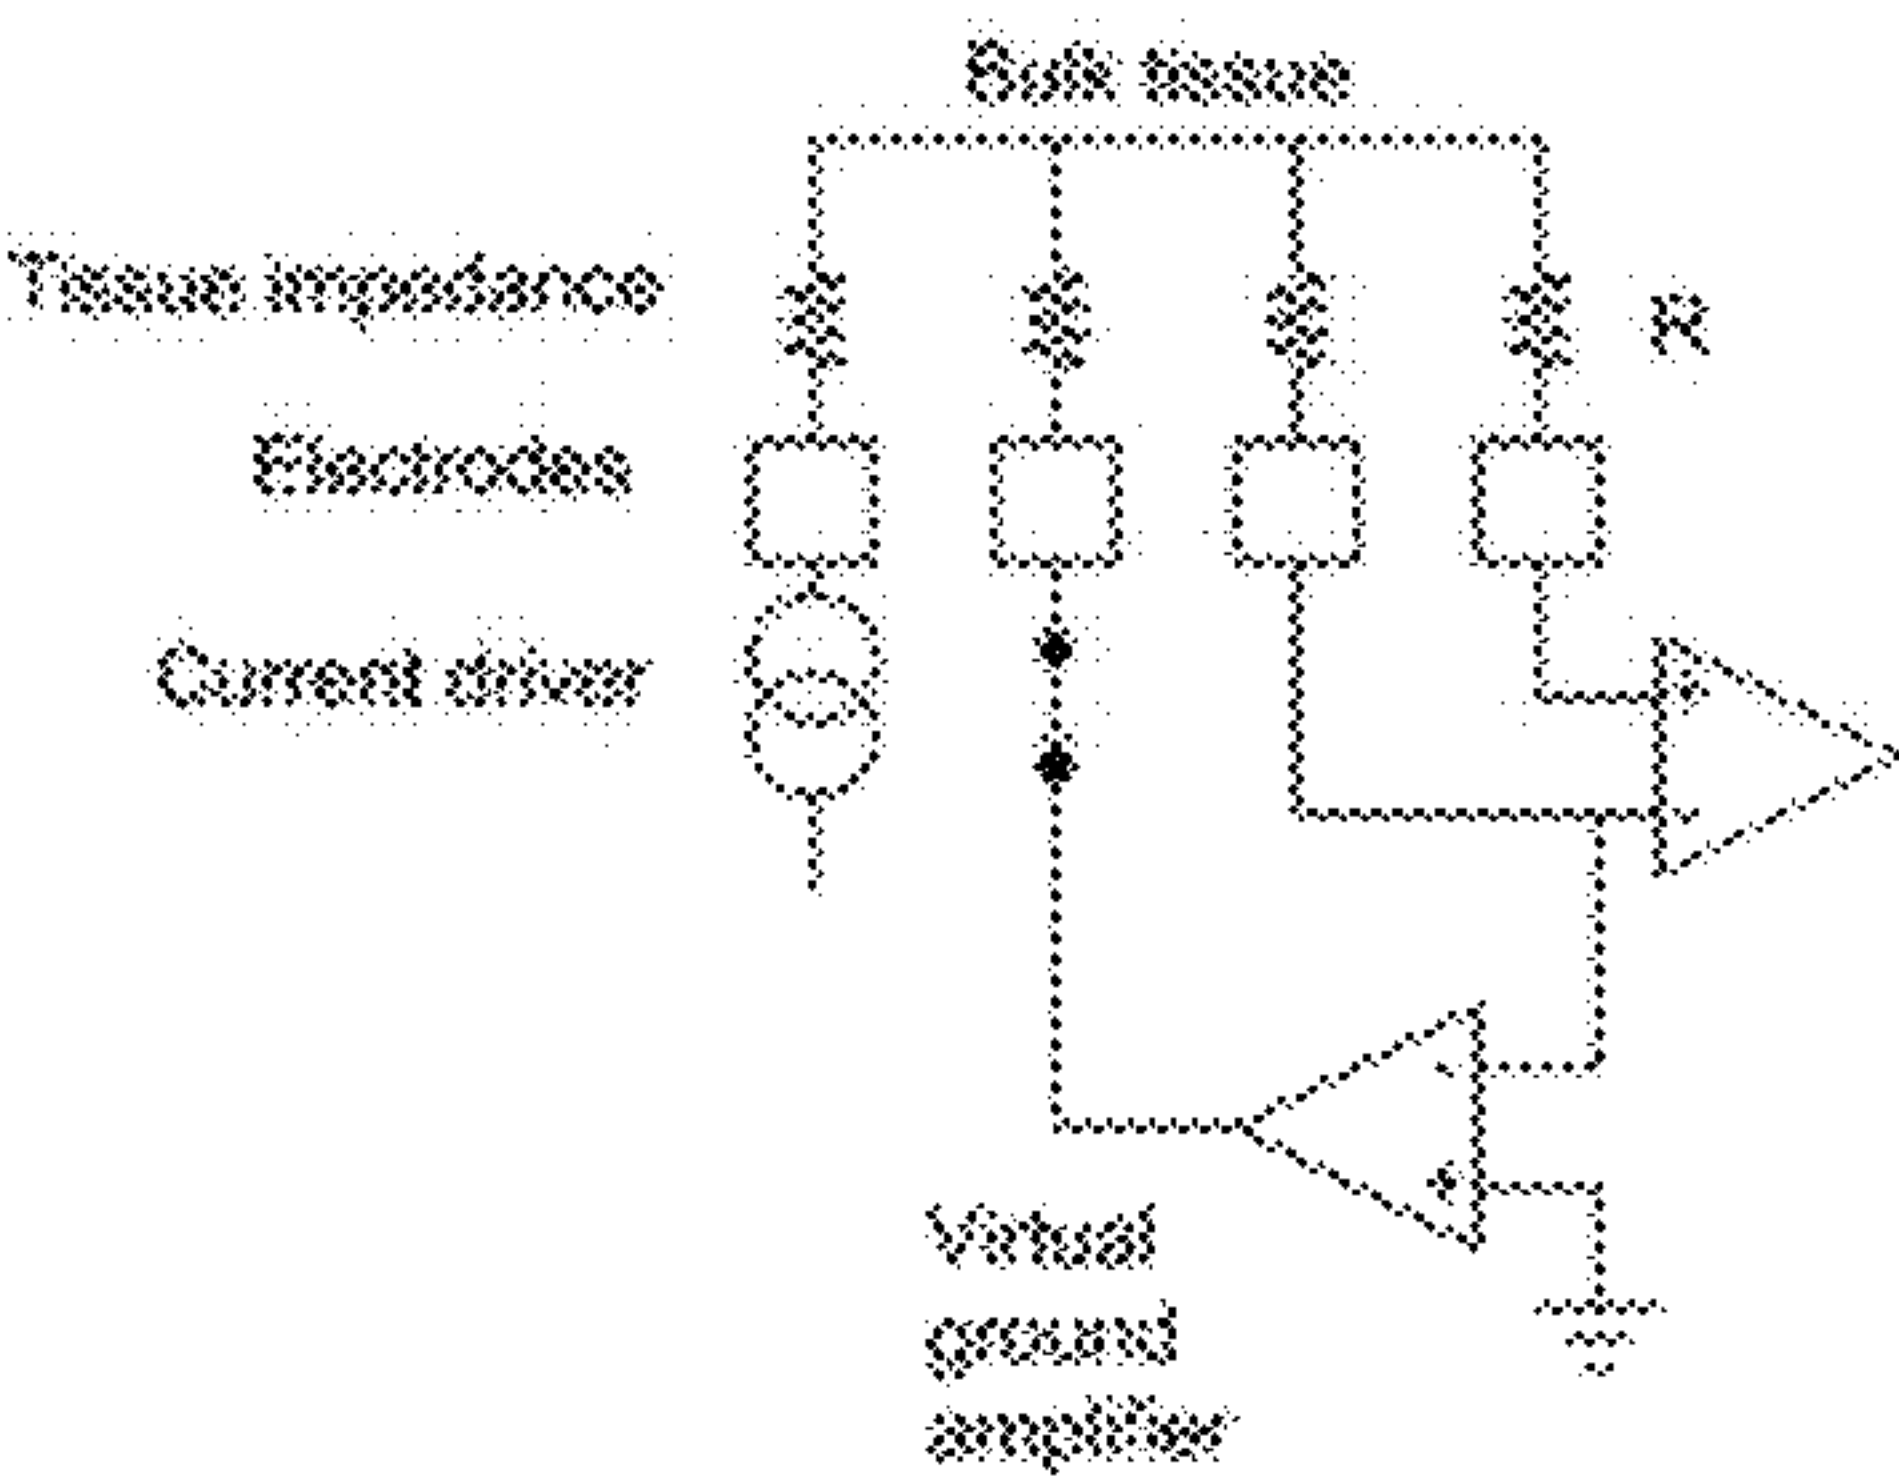 Bulk tissue
Tissue impedance
R
Electrodes
Current driver
+
-
-
+
Virtual
ground
amplifier